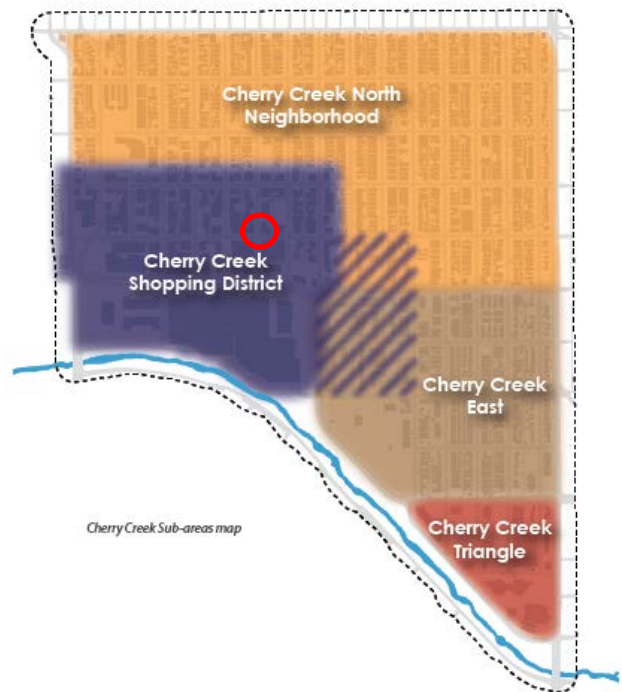 Cherry Creek North
Neighborhood
Cherry Creek
Shopping District
Cherry Creek
East
Cherry Creek Sub-areas map
Cherry Creek
Triangle